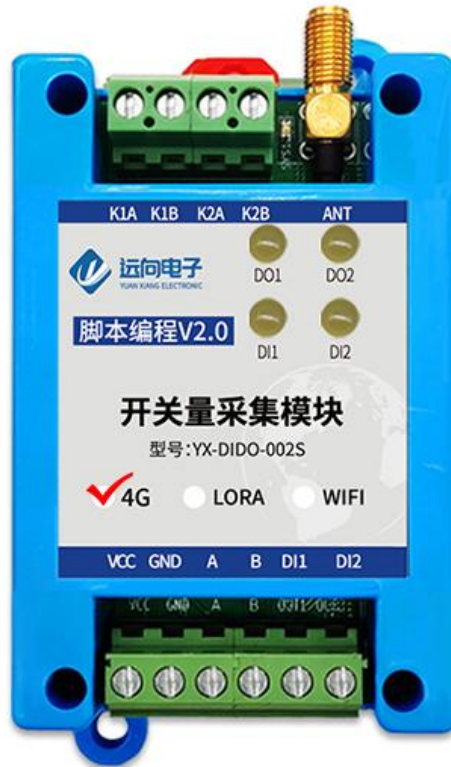 K1A K1B K2A K2B ANT
远向电子
YUAN XIANG ELECTRONIC
DO1 DO2
脚本编程V2.0
DI1 DI2
开关量采集模块
型号:YX-DIDO-002S
4G LORA WIFI
VCC GND A B DI1 DI2
VCC GND A B